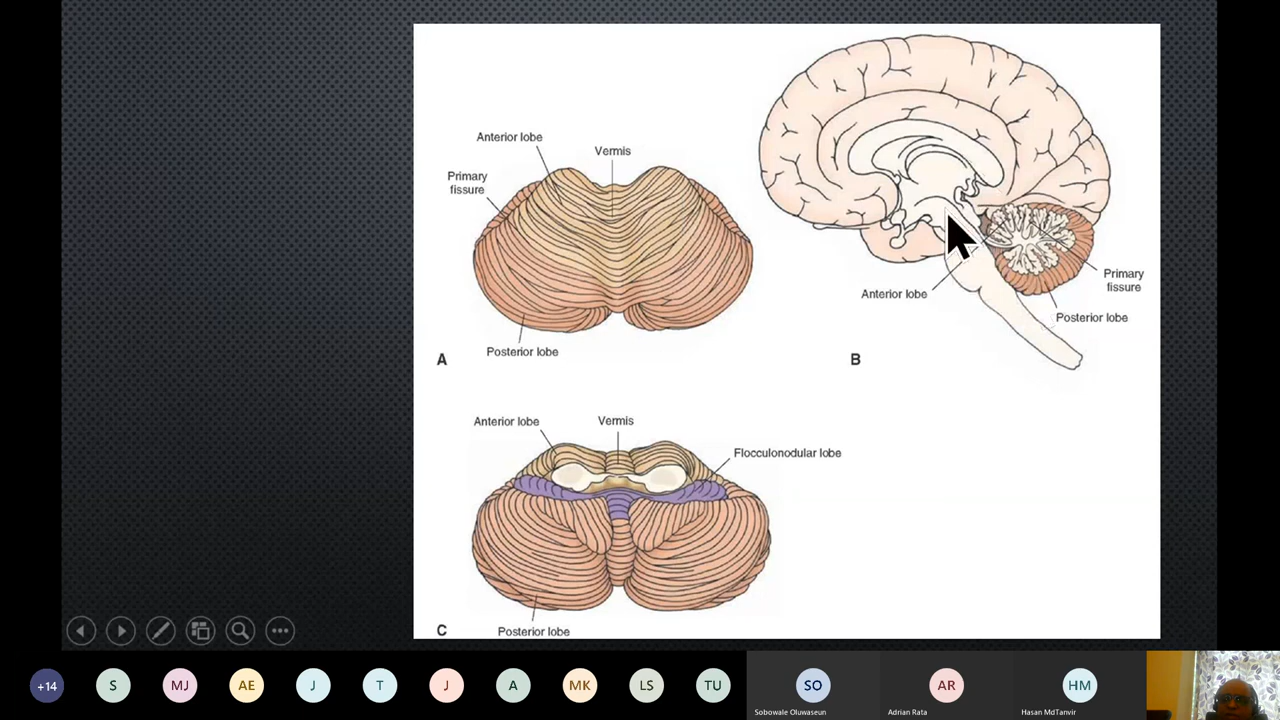 Anterior lobe
Vermis
Primary
fissure
Posterior lobe
A
Anterior lobe
Primary
fissure
Posterior lobe
B
Anterior lobe
Vermis
Flocculonodular lobe
Posterior lobe
C
+14
S
MJ
AE
J
T
J
A
MK
LS
TU
SO
Sobowale Oluwaseun
AR
Adrian Rata
HM
Hasan MdTanvir